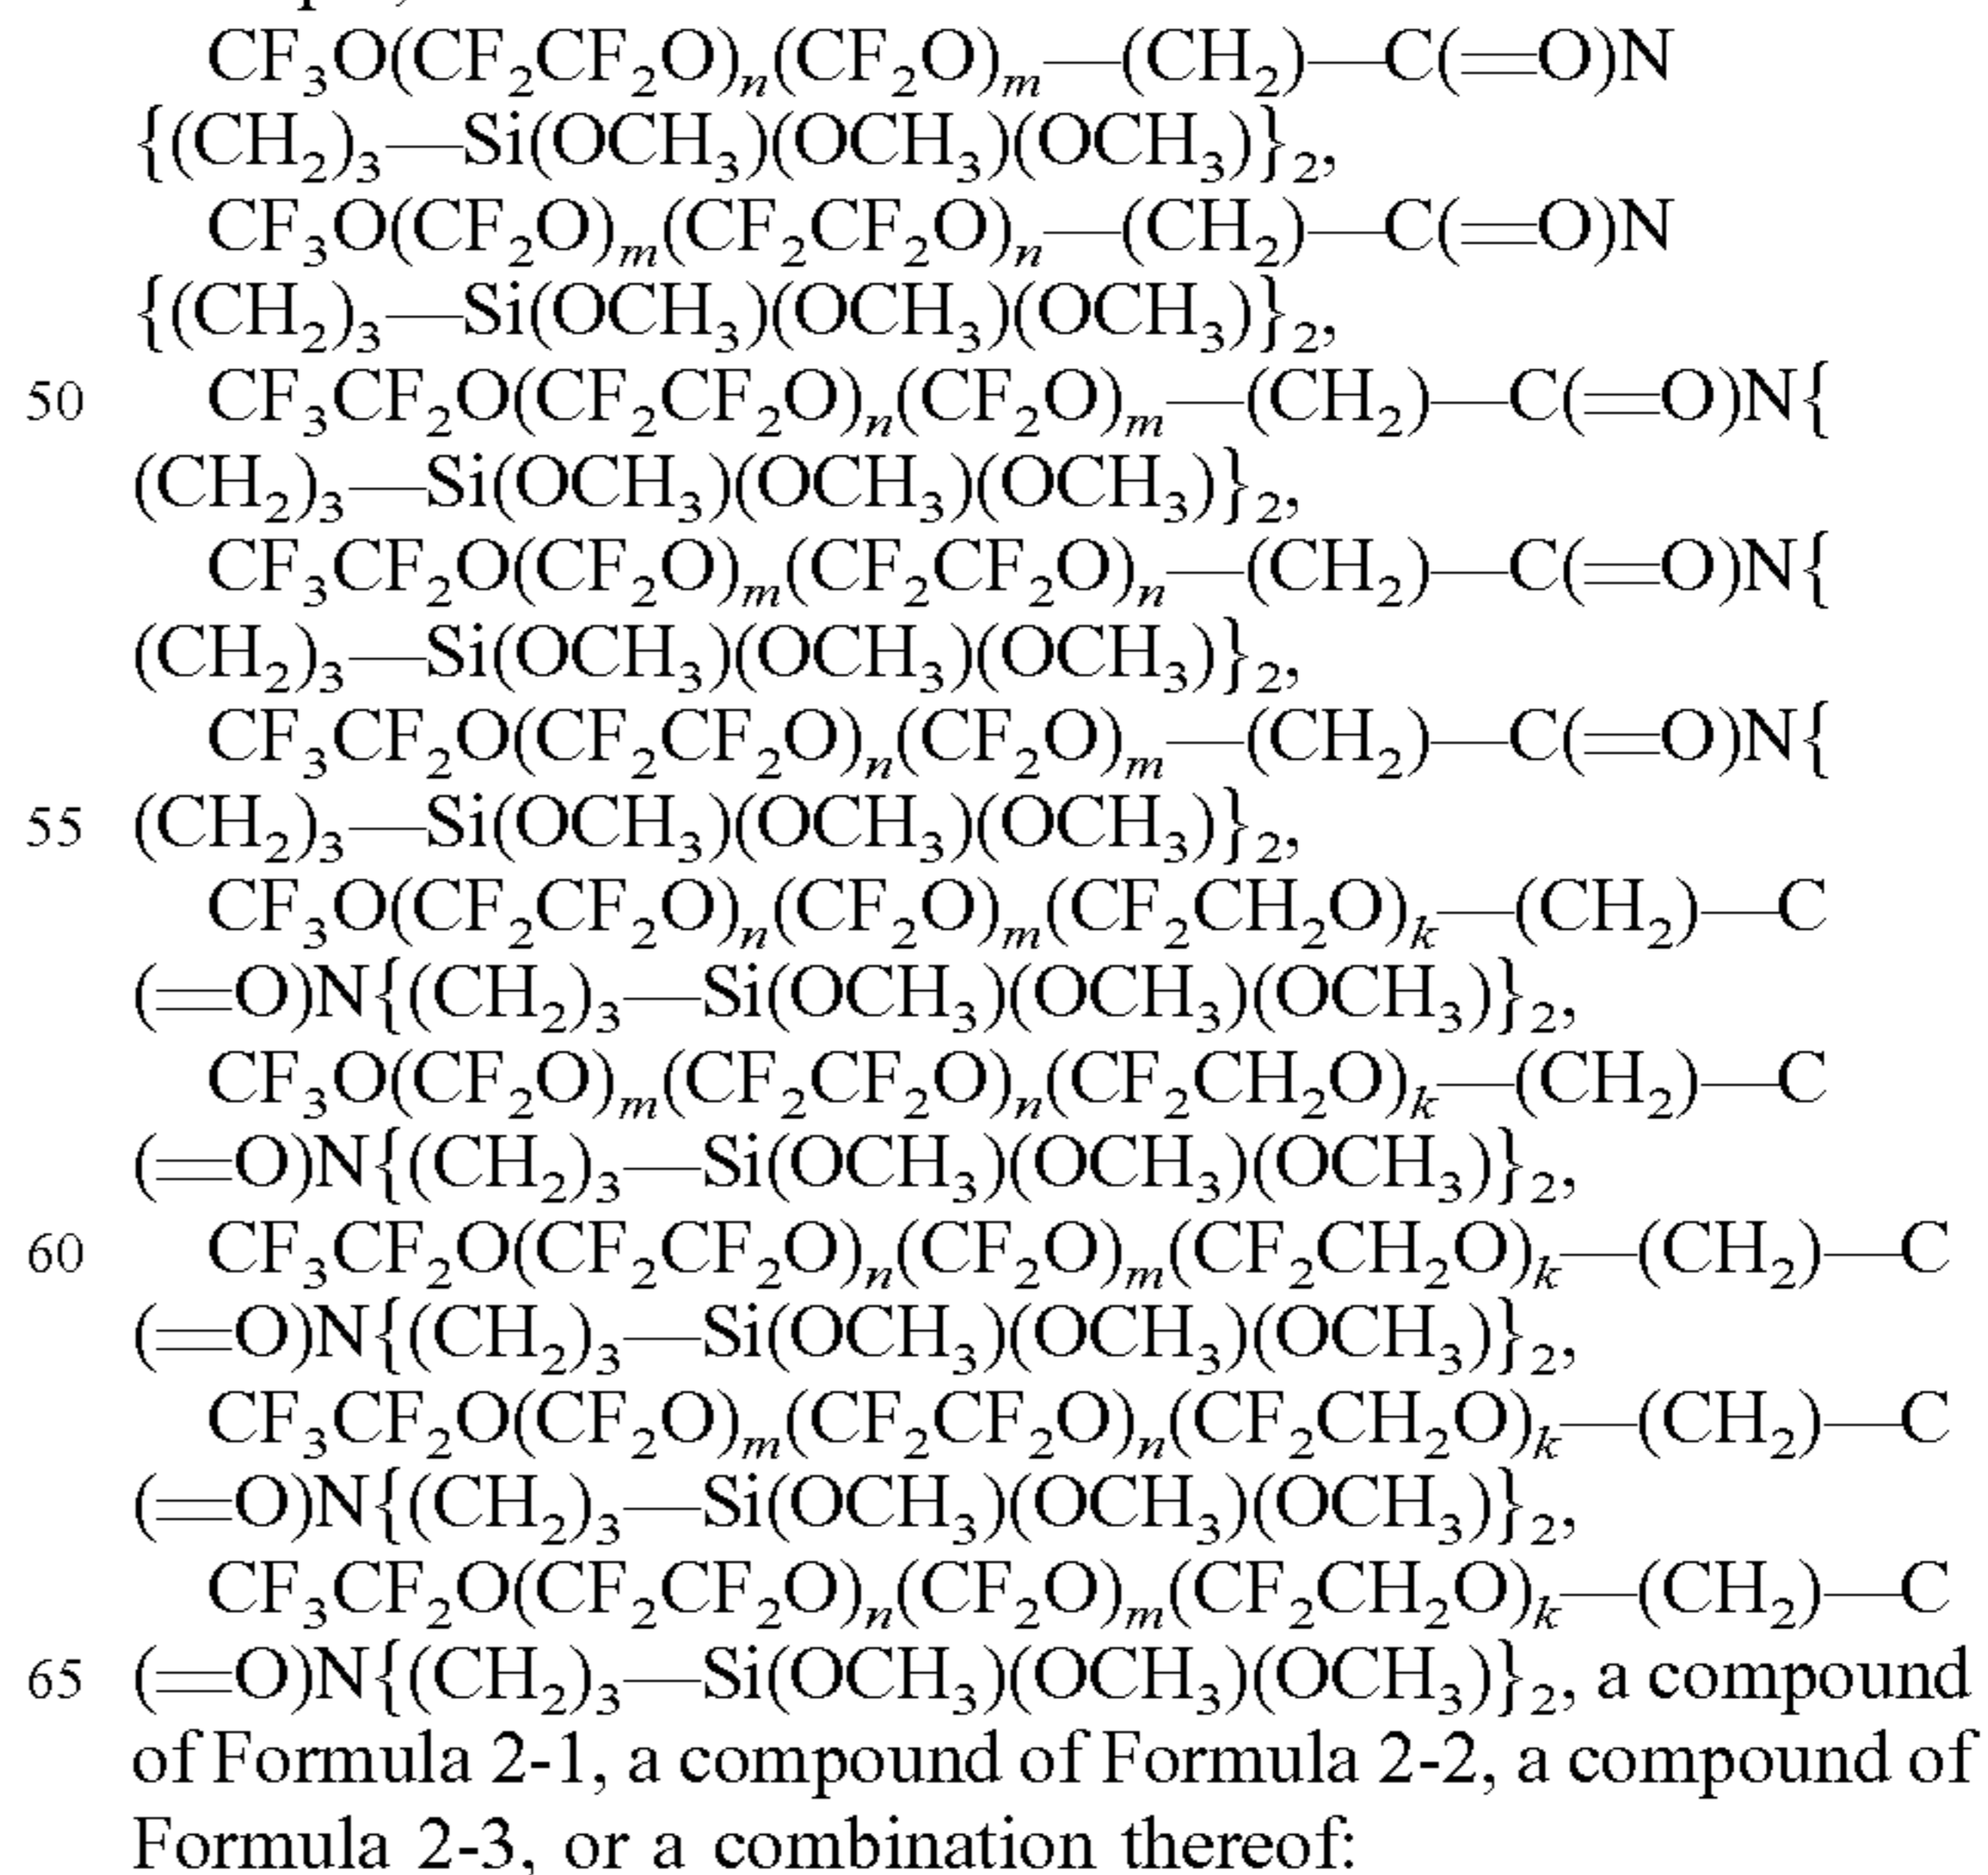 CF₃O(CF₂CF₂O)ₙ(CF₂O)ₘ—(CH₂)—C(═O)N
{(CH₂)₃—Si(OCH₃)(OCH₃)(OCH₃)}₂,
CF₃O(CF₂O)ₘ(CF₂CF₂O)ₙ—(CH₂)—C(═O)N
{(CH₂)₃—Si(OCH₃)(OCH₃)(OCH₃)}₂,
50 CF₃CF₂O(CF₂CF₂O)ₙ(CF₂O)ₘ—(CH₂)—C(═O)N{
(CH₂)₃—Si(OCH₃)(OCH₃)(OCH₃)}₂,
CF₃CF₂O(CF₂O)ₘ(CF₂CF₂O)ₙ—(CH₂)—C(═O)N{
(CH₂)₃—Si(OCH₃)(OCH₃)(OCH₃)}₂,
CF₃CF₂O(CF₂CF₂O)ₙ(CF₂O)ₘ—(CH₂)—C(═O)N{
55 (CH₂)₃—Si(OCH₃)(OCH₃)(OCH₃)}₂,
CF₃O(CF₂CF₂O)ₙ(CF₂O)ₘ(CF₂CH₂O)ₖ—(CH₂)—C
(═O)N{(CH₂)₃—Si(OCH₃)(OCH₃)(OCH₃)}₂,
CF₃O(CF₂O)ₘ(CF₂CF₂O)ₙ(CF₂CH₂O)ₖ—(CH₂)—C
(═O)N{(CH₂)₃—Si(OCH₃)(OCH₃)(OCH₃)}₂,
60 CF₃CF₂O(CF₂CF₂O)ₙ(CF₂O)ₘ(CF₂CH₂O)ₖ—(CH₂)—C
(═O)N{(CH₂)₃—Si(OCH₃)(OCH₃)(OCH₃)}₂,
CF₃CF₂O(CF₂O)ₘ(CF₂CF₂O)ₙ(CF₂CH₂O)ₖ—(CH₂)—C
(═O)N{(CH₂)₃—Si(OCH₃)(OCH₃)(OCH₃)}₂,
CF₃CF₂O(CF₂CF₂O)ₙ(CF₂O)ₘ(CF₂CH₂O)ₖ—(CH₂)—C
65 (═O)N{(CH₂)₃—Si(OCH₃)(OCH₃)(OCH₃)}₂, a compound
of Formula 2-1, a compound of Formula 2-2, a compound of
Formula 2-3, or a combination thereof: